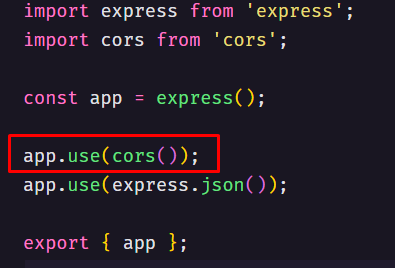 import express from 'express';
import cors from 'cors';
const app = express();
app.use(cors());
app.use(express.json());
export { app };